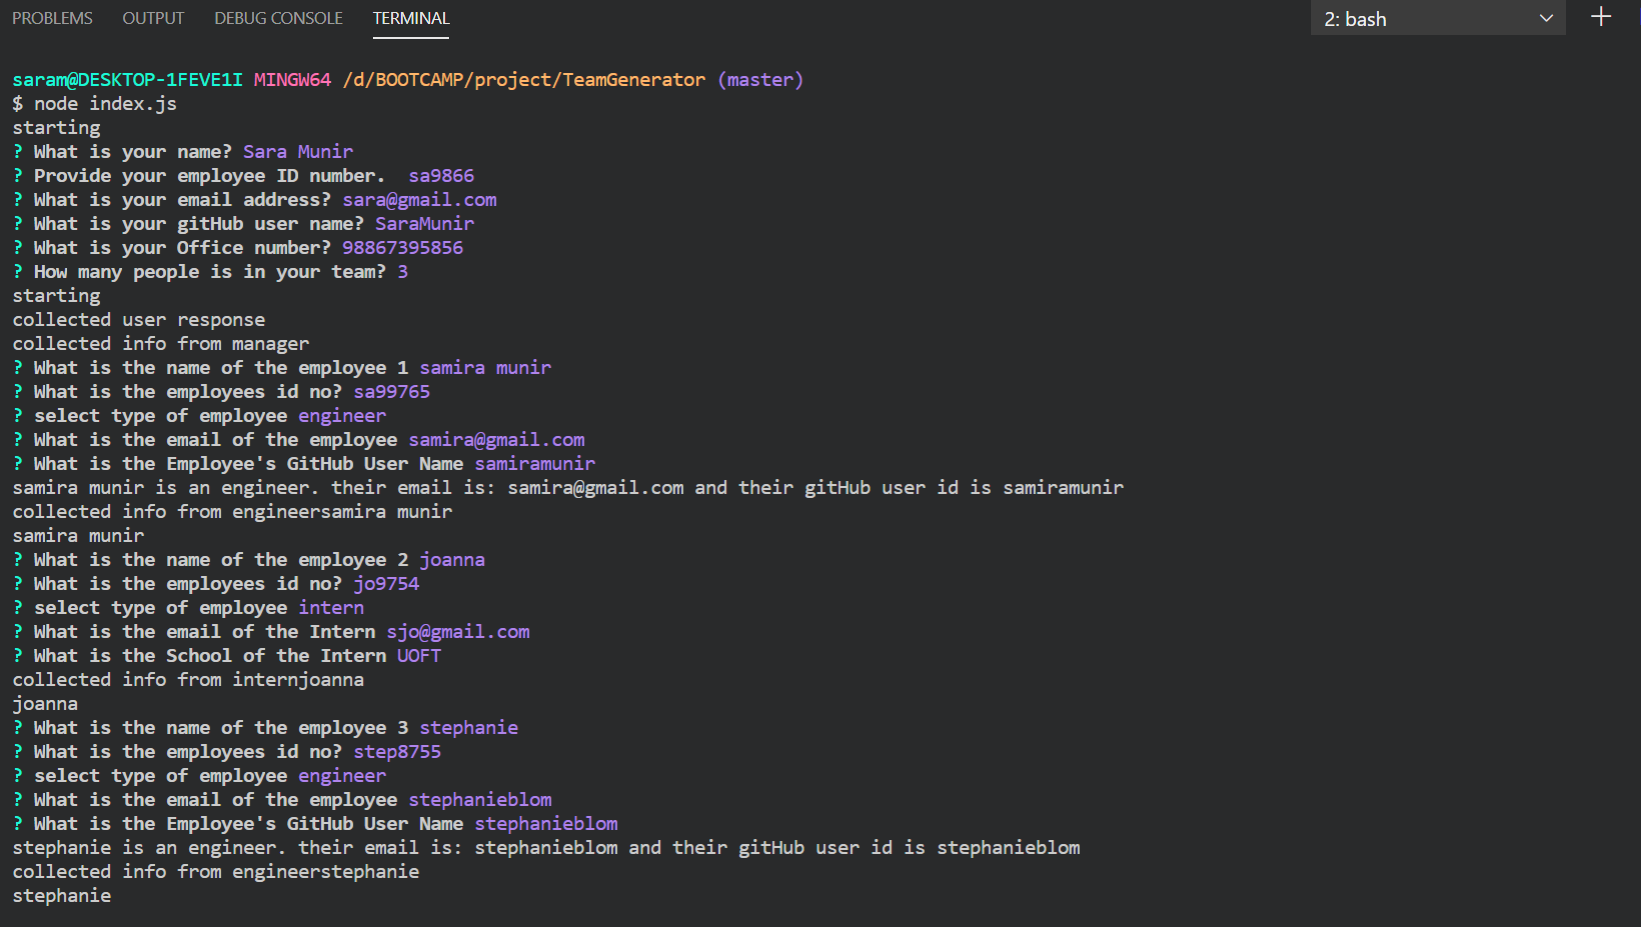 PROBLEMS OUTPUT DEBUG CONSOLE TERMINAL 2: bash
saram@DESKTOP-1FEVE1I MINGW64 /d/BOOTCAMP/project/TeamGenerator (master)
$ node index.js
starting
? What is your name? Sara Munir
? Provide your employee ID number.  sa9866
? What is your email address? sara@gmail.com
? What is your gitHub user name? SaraMunir
? What is your Office number? 98867395856
? How many people is in your team? 3
starting
collected user response
collected info from manager
? What is the name of the employee 1 samira munir
? What is the employees id no? sa99765
? select type of employee engineer
? What is the email of the employee samira@gmail.com
? What is the Employee's GitHub User Name samiramunir
samira munir is an engineer. their email is: samira@gmail.com and their gitHub user id is samiramunir
collected info from engineersamira munir
samira munir
? What is the name of the employee 2 joanna
? What is the employees id no? jo9754
? select type of employee intern
? What is the email of the Intern sjo@gmail.com
? What is the School of the Intern UOFT
collected info from internjoanna
joanna
? What is the name of the employee 3 stephanie
? What is the employees id no? step8755
? select type of employee engineer
? What is the email of the employee stephanieblom
? What is the Employee's GitHub User Name stephanieblom
stephanie is an engineer. their email is: stephanieblom and their gitHub user id is stephanieblom
collected info from engineerstephanie
stephanie